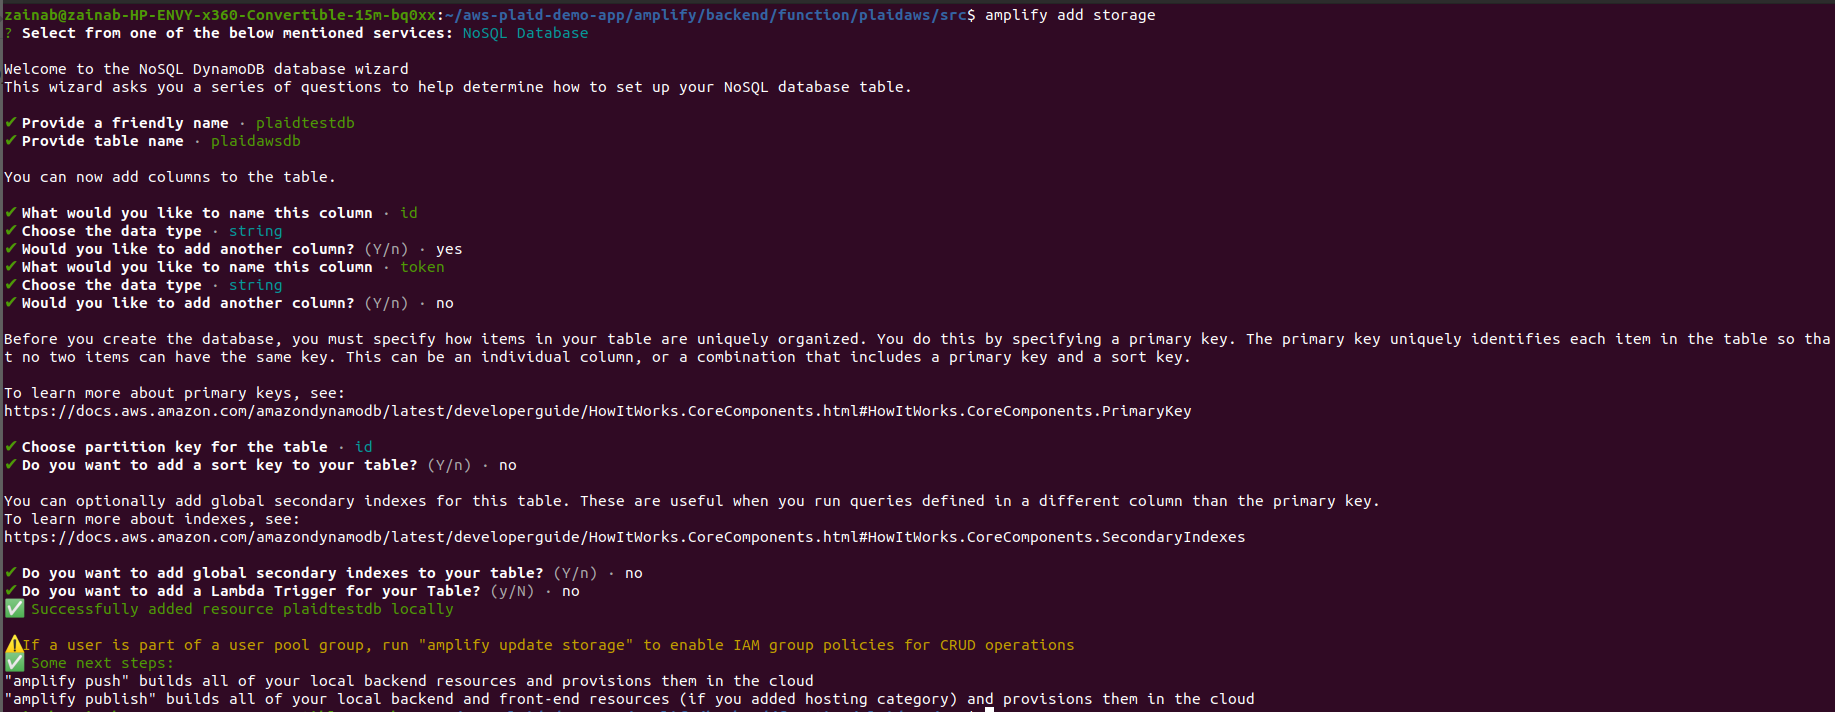 zainab@zainab-HP-ENVY-x360-Convertible-15m-bq0xx:~/aws-plaid-demo-app/amplify/backend/function/plaidaws/src$ amplify add storage
? Select from one of the below mentioned services: NoSQL Database
Welcome to the NoSQL DynamoDB database wizard
This wizard asks you a series of questions to help determine how to set up your NoSQL database table.
✔ Provide a friendly name · plaidtestdb
✔ Provide table name · plaidawsdb
You can now add columns to the table.
✔ What would you like to name this column · id
✔ Choose the data type · string
✔ Would you like to add another column? (Y/n) · yes
✔ What would you like to name this column · token
✔ Choose the data type · string
✔ Would you like to add another column? (Y/n) · no
Before you create the database, you must specify how items in your table are uniquely organized. You do this by specifying a primary key. The primary key uniquely identifies each item in the table so tha
t no two items can have the same key. This can be an individual column, or a combination that includes a primary key and a sort key.
To learn more about primary keys, see:
https://docs.aws.amazon.com/amazondynamodb/latest/developerguide/HowItWorks.CoreComponents.html#HowItWorks.CoreComponents.PrimaryKey
✔ Choose partition key for the table · id
✔ Do you want to add a sort key to your table? (Y/n) · no
You can optionally add global secondary indexes for this table. These are useful when you run queries defined in a different column than the primary key.
To learn more about indexes, see:
https://docs.aws.amazon.com/amazondynamodb/latest/developerguide/HowItWorks.CoreComponents.html#HowItWorks.CoreComponents.SecondaryIndexes
✔ Do you want to add global secondary indexes to your table? (Y/n) · no
✔ Do you want to add a Lambda Trigger for your Table? (y/N) · no
✅ Successfully added resource plaidtestdb locally
⚠️If a user is part of a user pool group, run "amplify update storage" to enable IAM group policies for CRUD operations
✅ Some next steps:
"amplify push" builds all of your local backend resources and provisions them in the cloud
"amplify publish" builds all of your local backend and front-end resources (if you added hosting category) and provisions them in the cloud